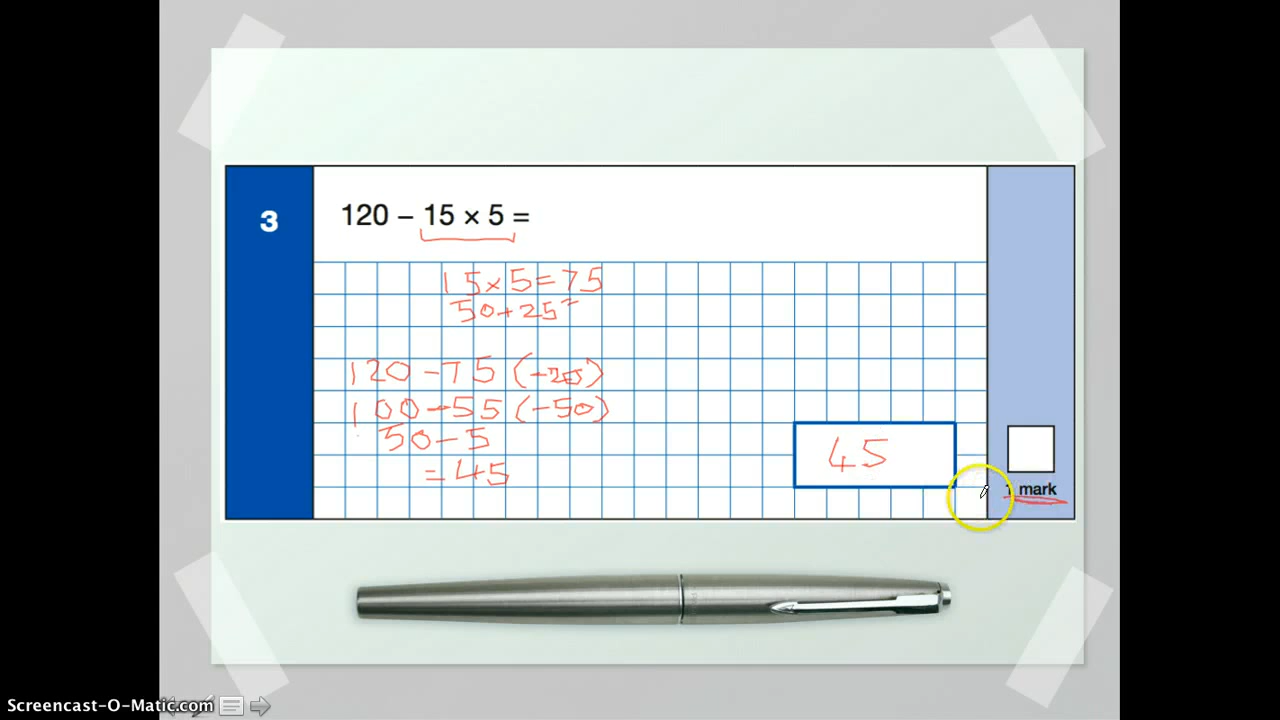 3
120 – 15 × 5 =
15×5=75
50+25=
120-75 (-20)
100-55 (-50)
50-5
=45
45
1 mark
Screencast-O-Matic.com